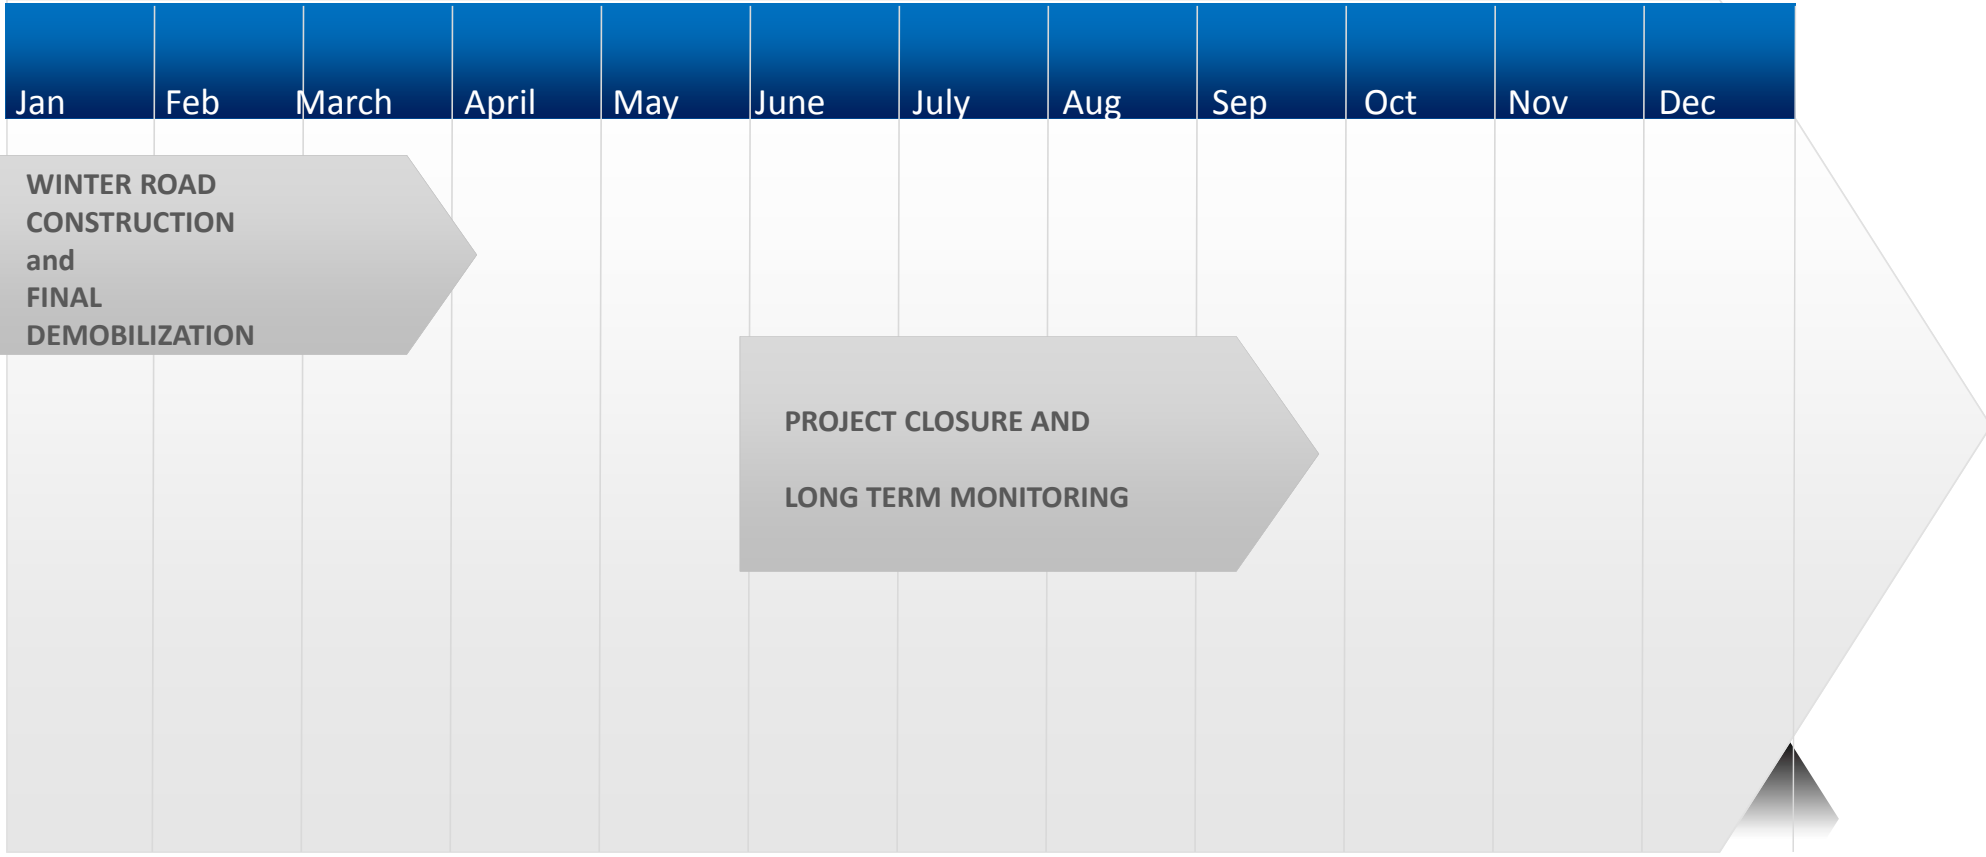 Jan Feb March April May June July Aug Sep Oct Nov Dec
WINTER ROAD
CONSTRUCTION
and
FINAL
DEMOBILIZATION
PROJECT CLOSURE AND
LONG TERM MONITORING